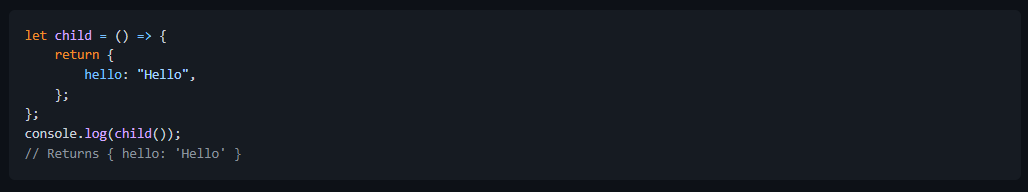 let child = () => {
    return {
        hello: "Hello",
    };
};
console.log(child());
// Returns { hello: 'Hello' }